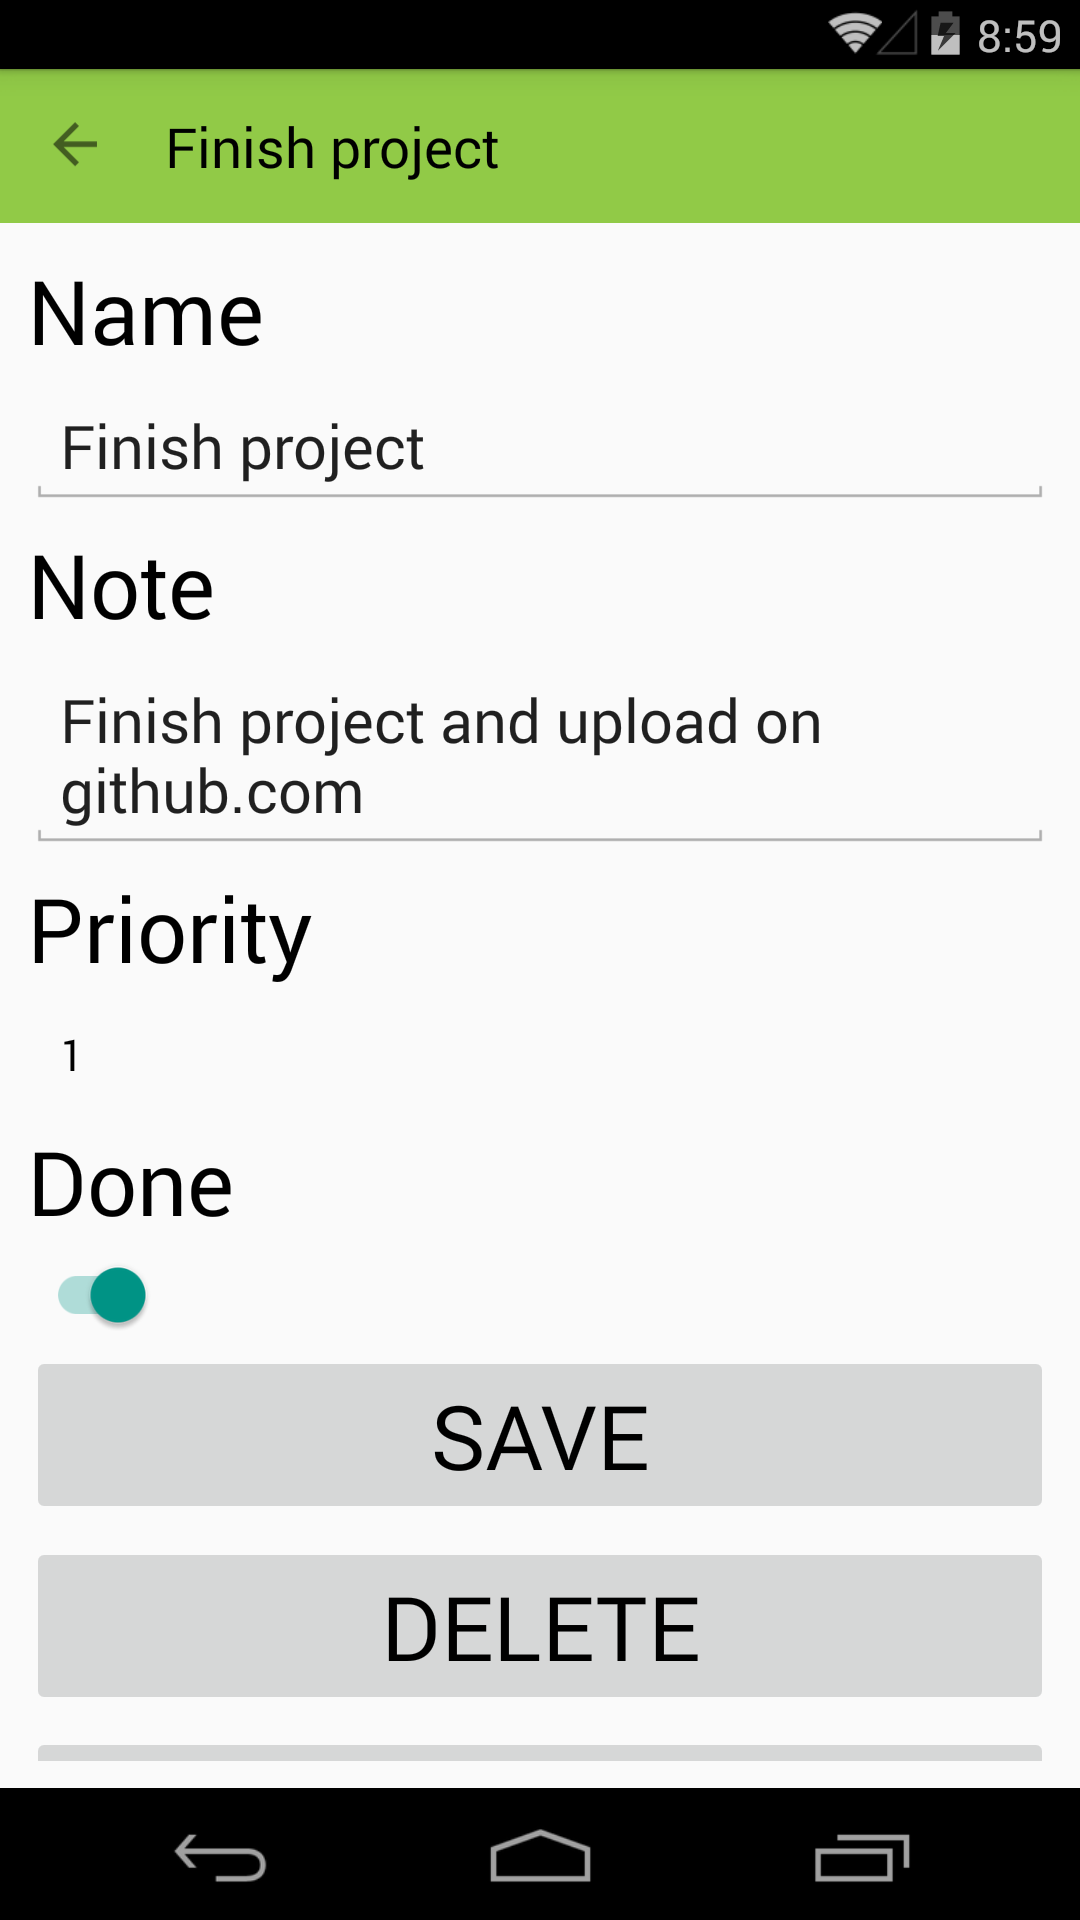 8:59
Finish project
Name
Finish project
Note
Finish project and upload on
github.com
Priority
1
Done
SAVE
DELETE